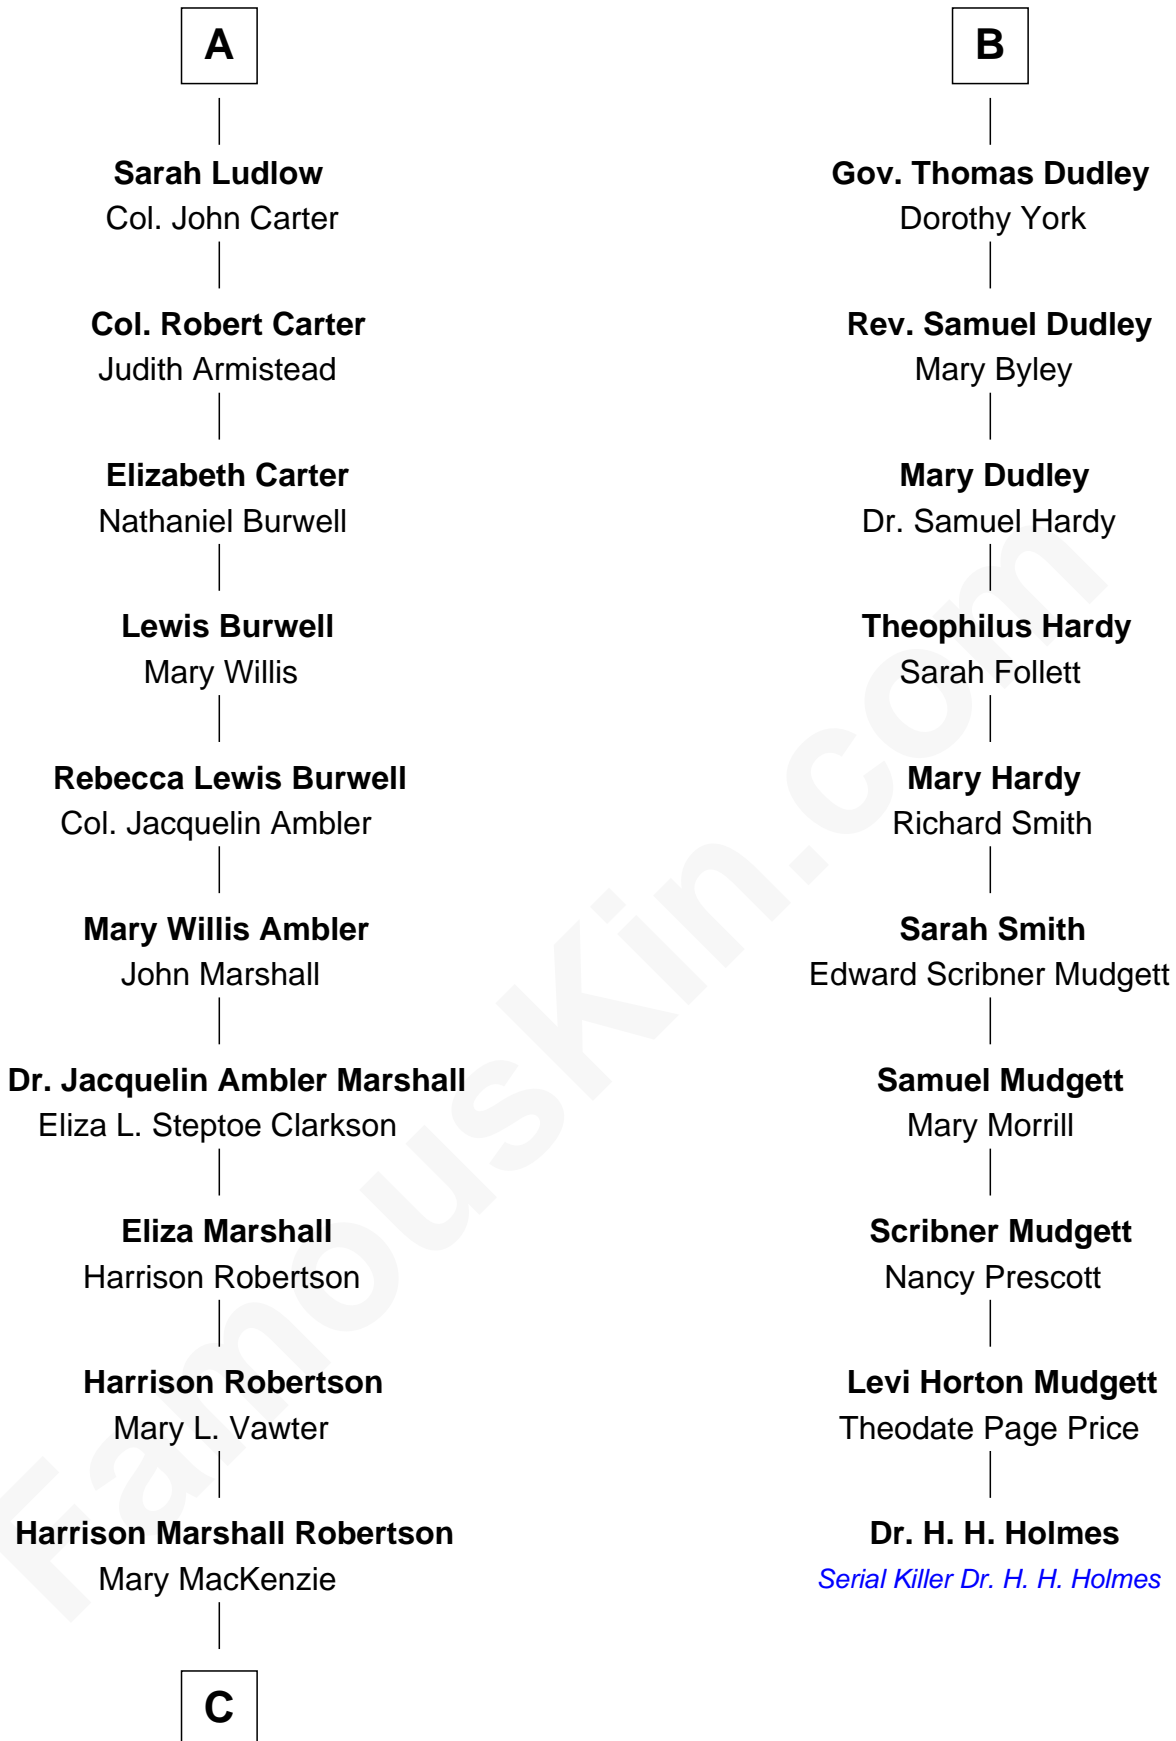 A
Sarah Ludlow
Col. John Carter
Col. Robert Carter
Judith Armistead
Elizabeth Carter
Nathaniel Burwell
Lewis Burwell
Mary Willis
Rebecca Lewis Burwell
Col. Jacquelin Ambler
Mary Willis Ambler
John Marshall
Dr. Jacquelin Ambler Marshall
Eliza L. Steptoe Clarkson
Eliza Marshall
Harrison Robertson
Harrison Robertson
Mary L. Vawter
Harrison Marshall Robertson
Mary MacKenzie
C
B
Gov. Thomas Dudley
Dorothy York
Rev. Samuel Dudley
Mary Byley
Mary Dudley
Dr. Samuel Hardy
Theophilus Hardy
Sarah Follett
Mary Hardy
Richard Smith
Sarah Smith
Edward Scribner Mudgett
Samuel Mudgett
Mary Morrill
Scribner Mudgett
Nancy Prescott
Levi Horton Mudgett
Theodate Page Price
Dr. H. H. Holmes
Serial Killer Dr. H. H. Holmes
FamousKin.com